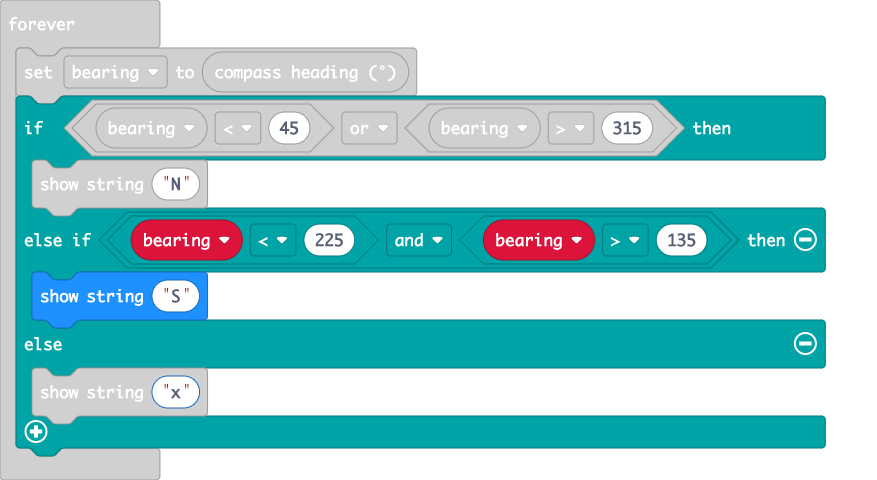 forever
set bearing to compass heading (°)
if bearing < 45 or bearing > 315 then
show string "N"
else if bearing < 225 and bearing > 135 then
show string "S"
else
show string "x"